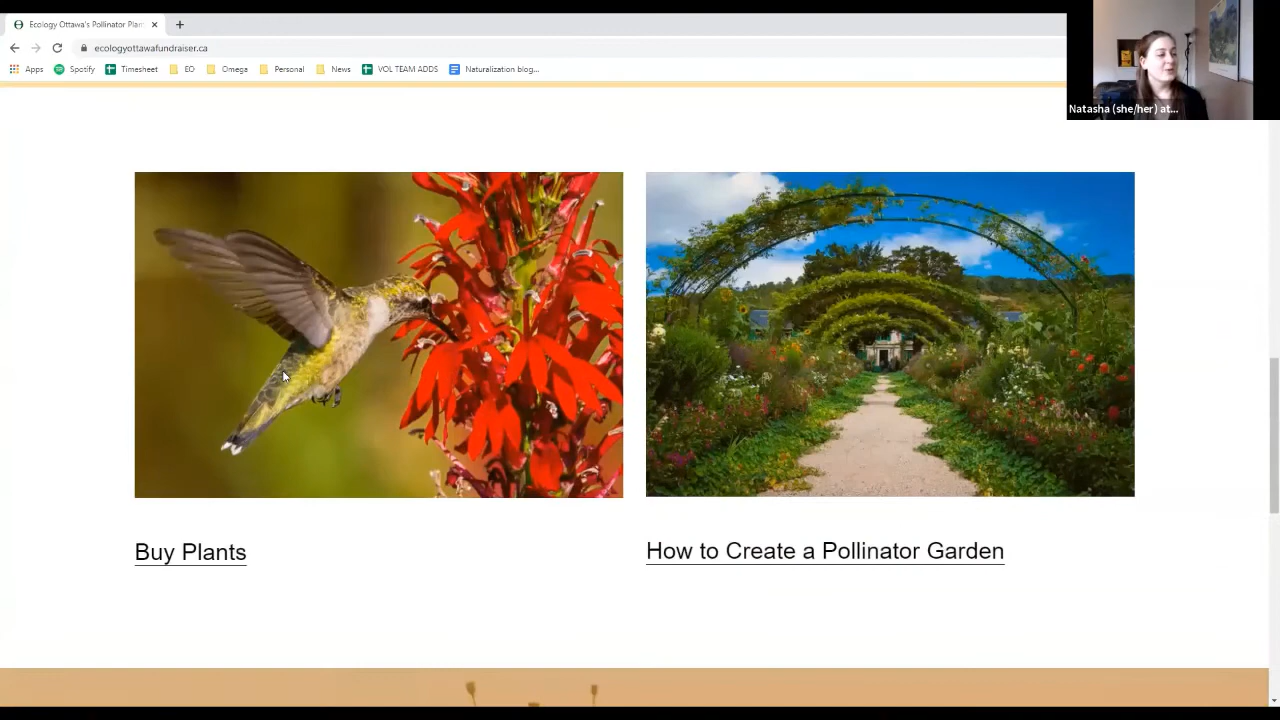 Ecology Ottawa's Pollinator Plan
ecologyottawafundraiser.ca
Apps Spotify Timesheet EO Omega Personal News VOL TEAM ADDS Naturalization blog...
Natasha (she/her) at...
Buy Plants
How to Create a Pollinator Garden